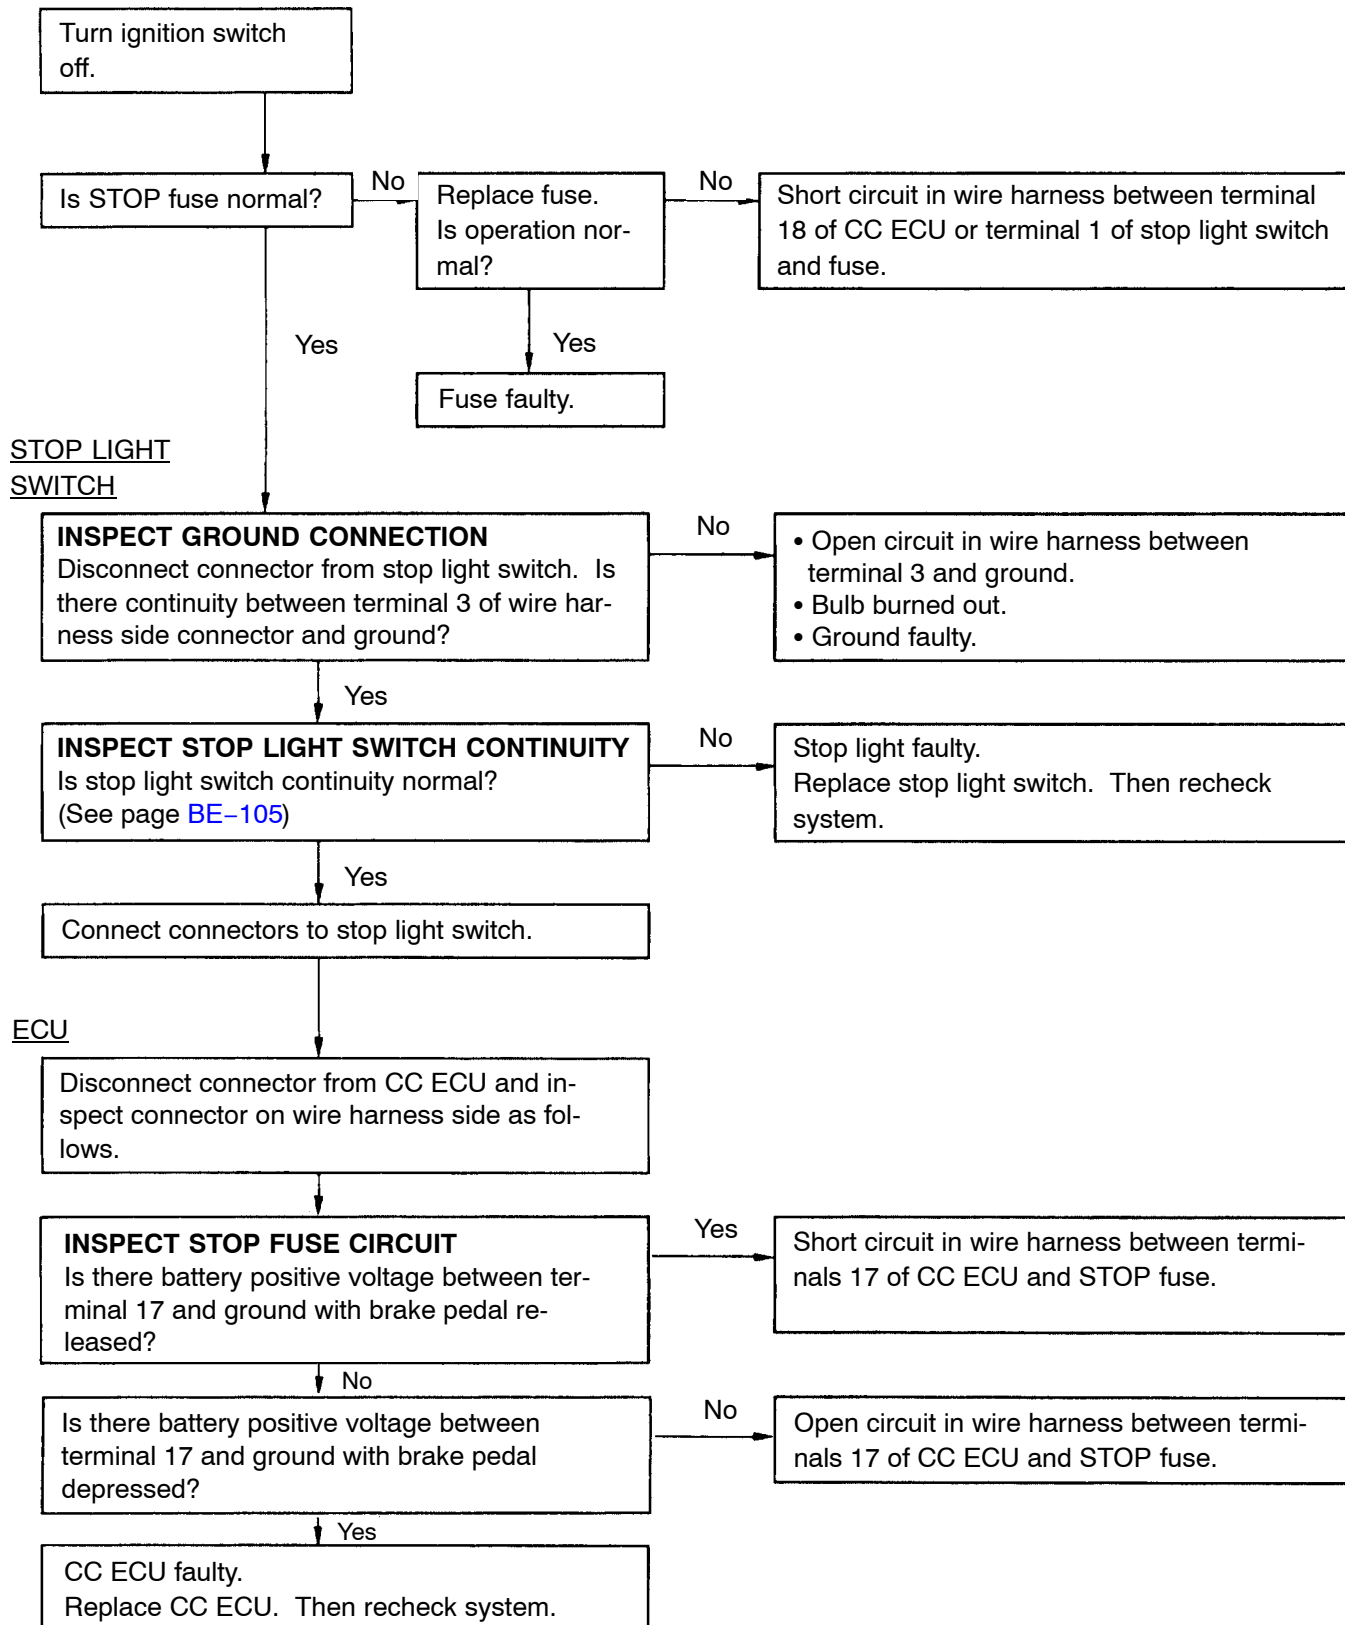 Turn ignition switch
off.
Is STOP fuse normal?
No
Replace fuse.
Is operation nor-
mal?
No
Short circuit in wire harness between terminal
18 of CC ECU or terminal 1 of stop light switch
and fuse.
Yes
Yes
Fuse faulty.
STOP LIGHT
SWITCH
INSPECT GROUND CONNECTION
Disconnect connector from stop light switch. Is
there continuity between terminal 3 of wire har-
ness side connector and ground?
No
• Open circuit in wire harness between
terminal 3 and ground.
• Bulb burned out.
• Ground faulty.
Yes
INSPECT STOP LIGHT SWITCH CONTINUITY
Is stop light switch continuity normal?
(See page BE–105)
No
Stop light faulty.
Replace stop light switch. Then recheck
system.
Yes
Connect connectors to stop light switch.
ECU
Disconnect connector from CC ECU and in-
spect connector on wire harness side as fol-
lows.
INSPECT STOP FUSE CIRCUIT
Is there battery positive voltage between ter-
minal 17 and ground with brake pedal re-
leased?
Yes
Short circuit in wire harness between termi-
nals 17 of CC ECU and STOP fuse.
No
Is there battery positive voltage between
terminal 17 and ground with brake pedal
depressed?
No
Open circuit in wire harness between termi-
nals 17 of CC ECU and STOP fuse.
Yes
CC ECU faulty.
Replace CC ECU. Then recheck system.